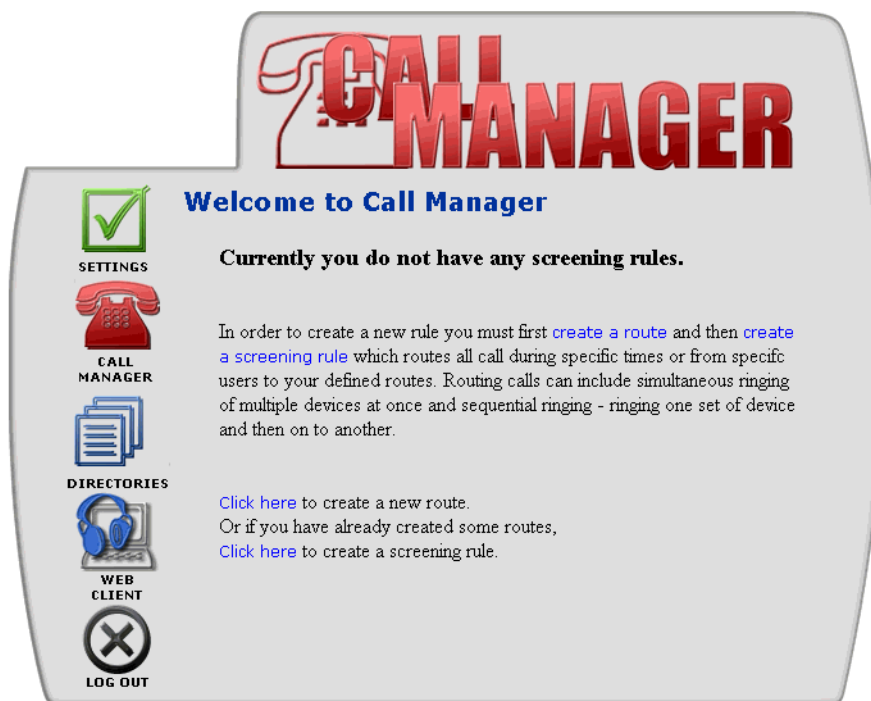 CALL
MANAGER
Welcome to Call Manager
SETTINGS
Currently you do not have any screening rules.
CALL
MANAGER
In order to create a new rule you must first create a route and then create
a screening rule which routes all call during specific times or from specifc
users to your defined routes. Routing calls can include simultaneous ringing
of multiple devices at once and sequential ringing - ringing one set of device
and then on to another.
DIRECTORIES
Click here to create a new route.
Or if you have already created some routes,
Click here to create a screening rule.
WEB
CLIENT
LOG OUT